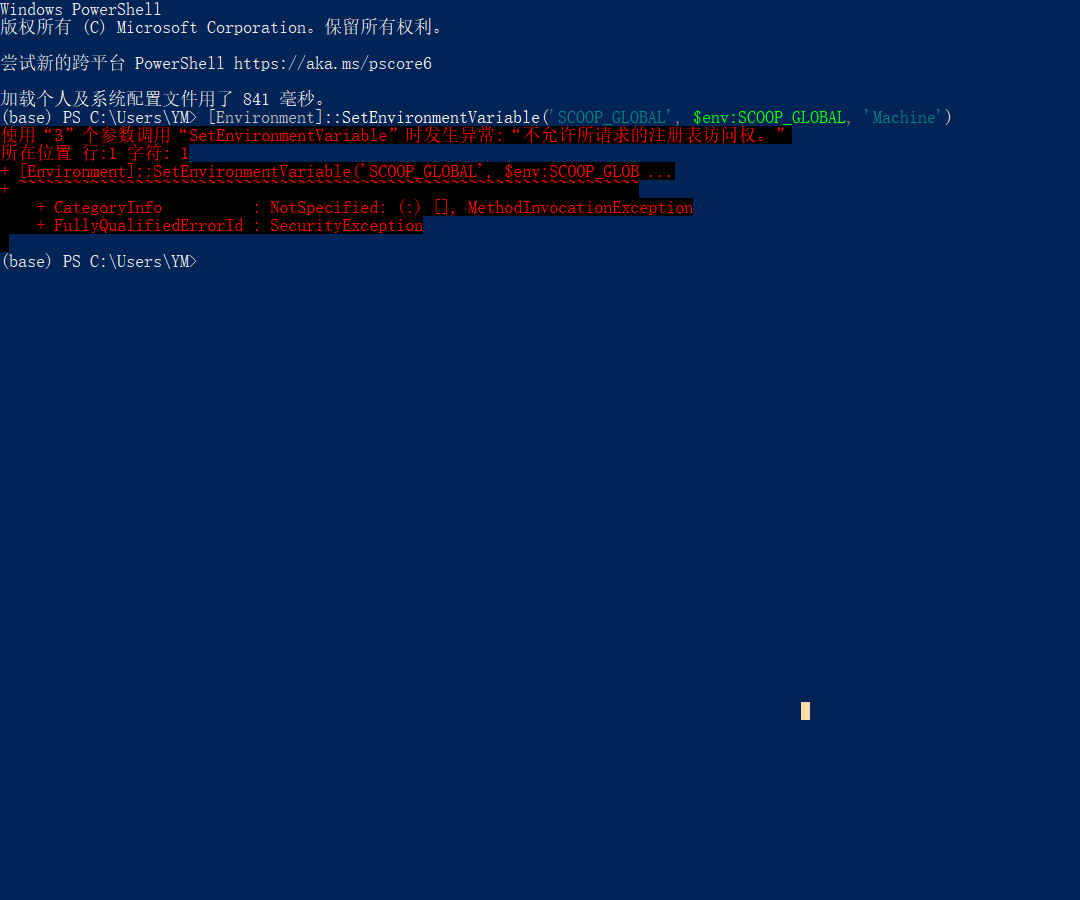 Windows PowerShell
版权所有 (C) Microsoft Corporation。保留所有权利。
尝试新的跨平台 PowerShell https://aka.ms/pscore6
加载个人及系统配置文件用了 841 毫秒。
(base) PS C:\Users\YM> [Environment]::SetEnvironmentVariable('SCOOP_GLOBAL', $env:SCOOP_GLOBAL, 'Machine')
使用“3”个参数调用“SetEnvironmentVariable”时发生异常:“不允许所请求的注册表访问权。”
所在位置 行:1 字符: 1
+ [Environment]::SetEnvironmentVariable('SCOOP_GLOBAL', $env:SCOOP_GLOB ...
+ ~~~~~~~~~~~~~~~~~~~~~~~~~~~~~~~~~~~~~~~~~~~~~~~~~~~~~~~~~~~~~~~~~~~~~
    + CategoryInfo          : NotSpecified: (:) [], MethodInvocationException
    + FullyQualifiedErrorId : SecurityException
(base) PS C:\Users\YM>